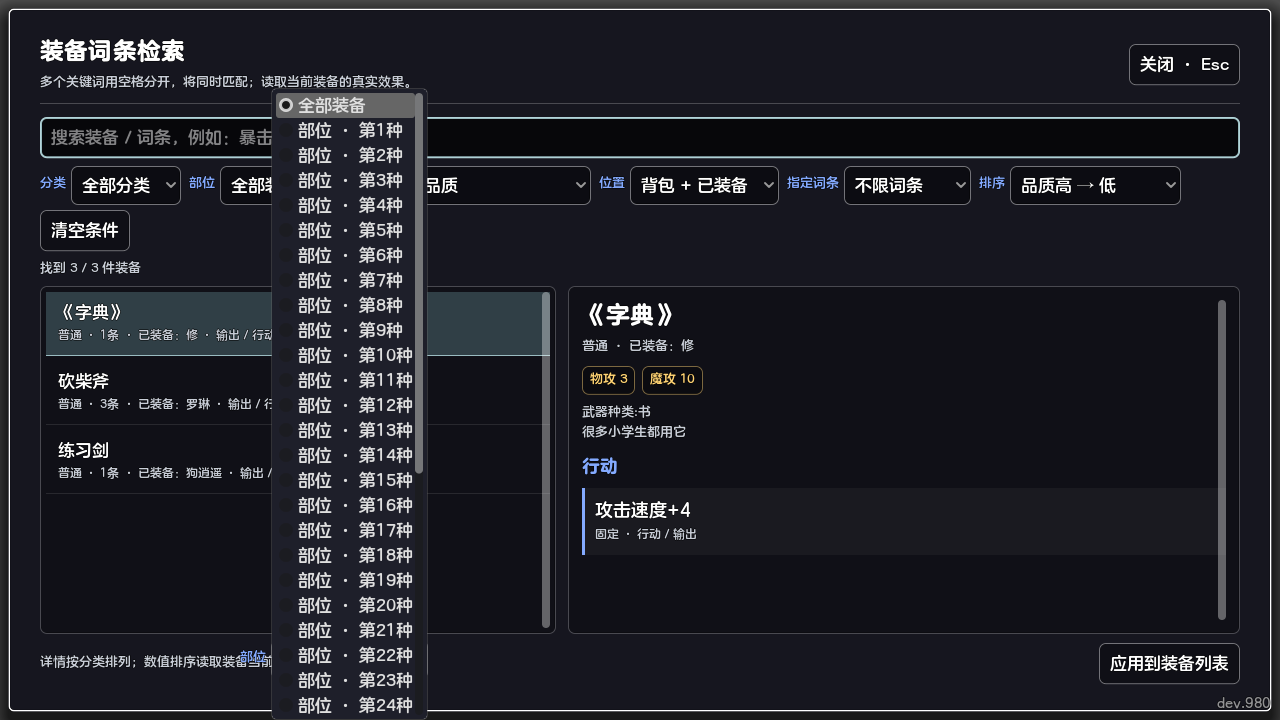 装备词条检索
关闭 · Esc
多个关键词用空格分开，将同时匹配；读取当前装备的真实效果。
搜索装备 / 词条，例如：暴击
分类 全部分类 部位 全部装
品质 位置 背包 + 已装备 指定词条 不限词条 排序 品质高 → 低
清空条件
找到 3 / 3 件装备
《字典》
普通 · 1条 · 已装备：修 · 输出 / 行动
砍柴斧
普通 · 3条 · 已装备：罗琳 · 输出 / 行
练习剑
普通 · 1条 · 已装备：狗逍遥 · 输出 /
全部装备
部位 · 第1种
部位 · 第2种
部位 · 第3种
部位 · 第4种
部位 · 第5种
部位 · 第6种
部位 · 第7种
部位 · 第8种
部位 · 第9种
部位 · 第10种
部位 · 第11种
部位 · 第12种
部位 · 第13种
部位 · 第14种
部位 · 第15种
部位 · 第16种
部位 · 第17种
部位 · 第18种
部位 · 第19种
部位 · 第20种
部位 · 第21种
部位 · 第22种
部位 · 第23种
部位 · 第24种
《字典》
普通 · 已装备：修
物攻 3 魔攻 10
武器种类:书
很多小学生都用它
行动
攻击速度+4
固定 · 行动 / 输出
详情按分类排列；数值排序读取装备当前
部位
应用到装备列表
dev.980